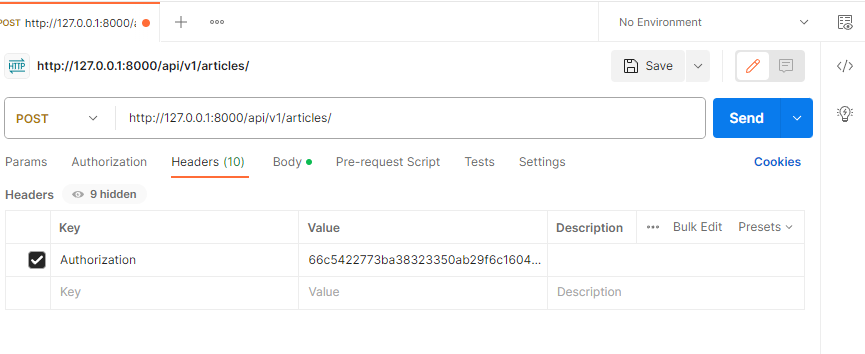 POST http://127.0.0.1:8000/a
No Environment
HTTP http://127.0.0.1:8000/api/v1/articles/
Save
POST http://127.0.0.1:8000/api/v1/articles/ Send
Params Authorization Headers (10) Body Pre-request Script Tests Settings Cookies
Headers 9 hidden
Key Value Description Bulk Edit Presets
Authorization 66c5422773ba38323350ab29f6c1604...
Key Value Description